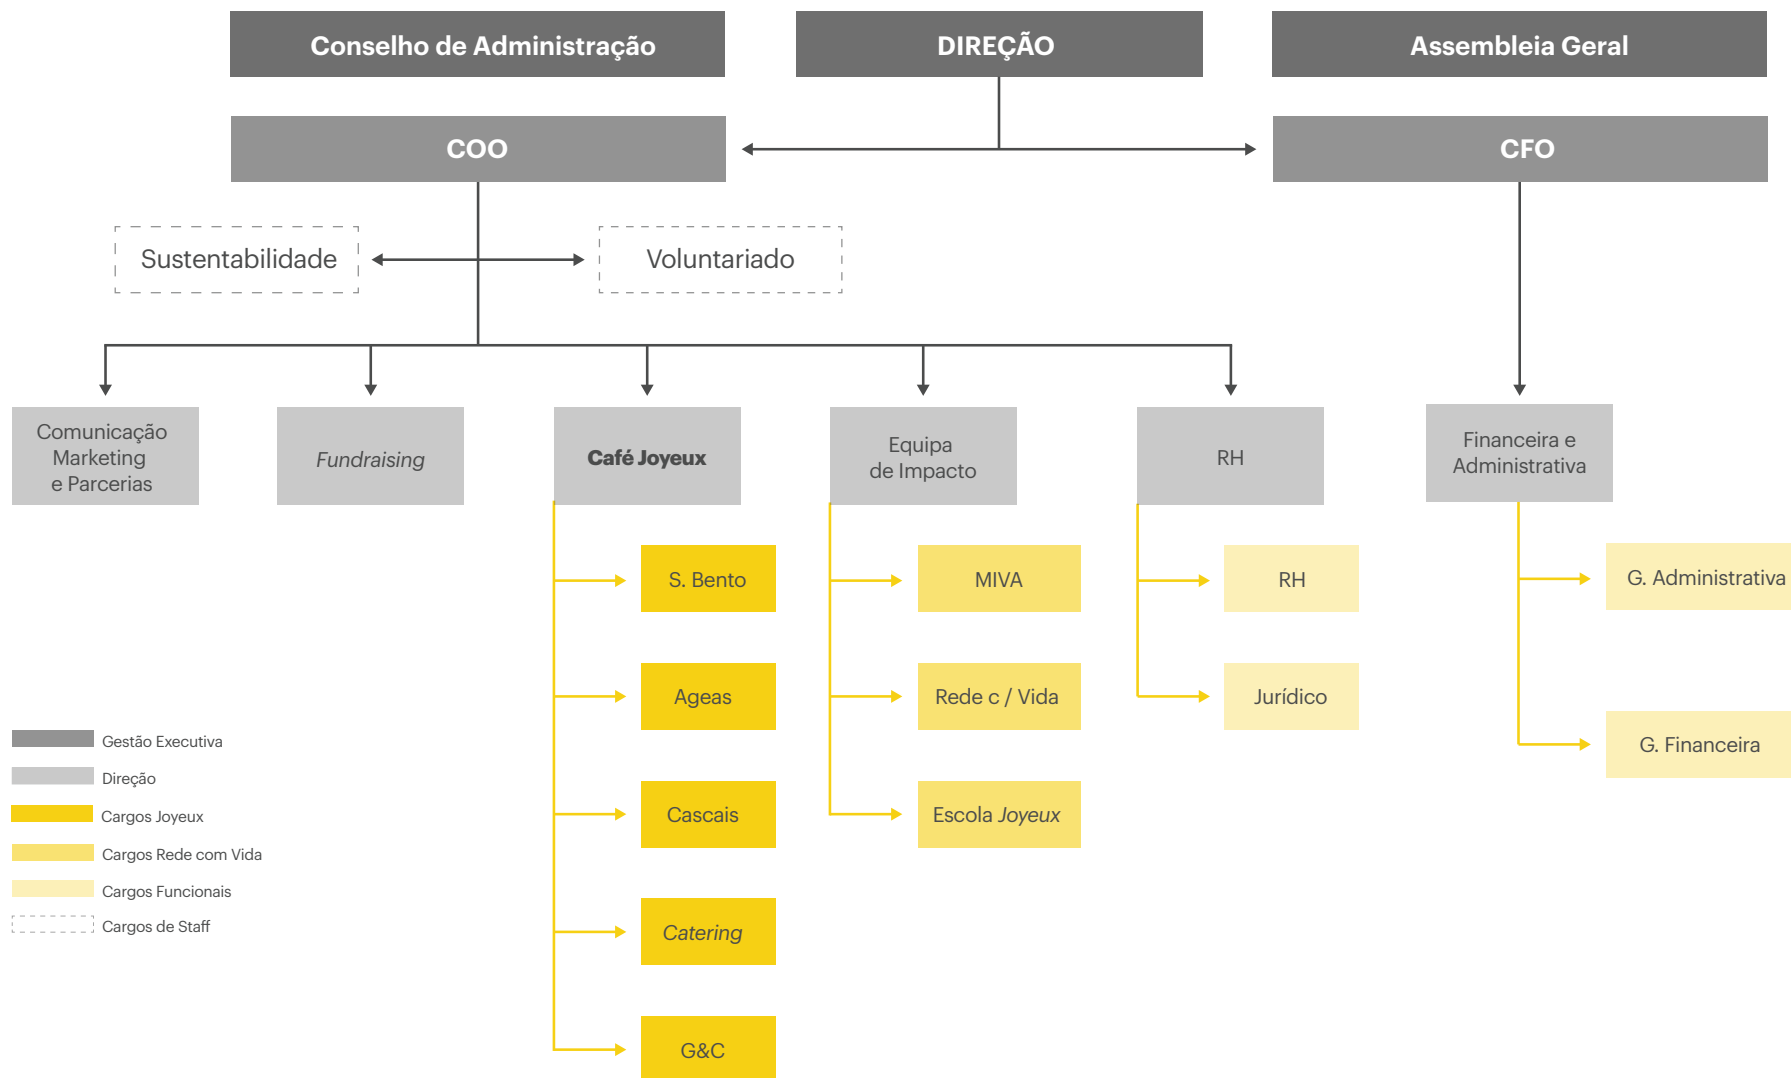 Conselho de Administração
DIREÇÃO
Assembleia Geral
COO
CFO
Sustentabilidade
Voluntariado
Comunicação
Marketing
e Parcerias
Fundraising
Café Joyeux
Equipa
de Impacto
RH
Financeira e
Administrativa
S. Bento
MIVA
RH
G. Administrativa
Ageas
Rede c / Vida
Jurídico
G. Financeira
Cascais
Escola Joyeux
Catering
G&C
Gestão Executiva
Direção
Cargos Joyeux
Cargos Rede com Vida
Cargos Funcionais
Cargos de Staff